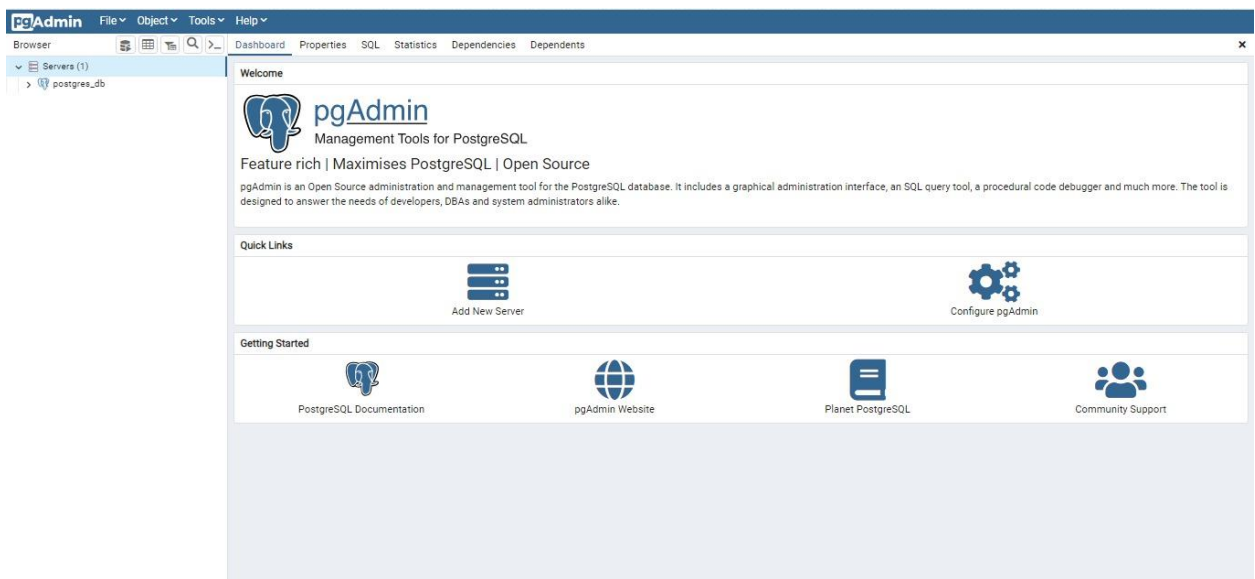 pgAdmin File Object Tools Help
Browser Dashboard Properties SQL Statistics Dependencies Dependents
Servers (1)
postgres_db
Welcome
pgAdmin
Management Tools for PostgreSQL
Feature rich | Maximises PostgreSQL | Open Source
pgAdmin is an Open Source administration and management tool for the PostgreSQL database. It includes a graphical administration interface, an SQL query tool, a procedural code debugger and much more. The tool is
designed to answer the needs of developers, DBAs and system administrators alike.
Quick Links
Add New Server Configure pgAdmin
Getting Started
PostgreSQL Documentation pgAdmin Website Planet PostgreSQL Community Support